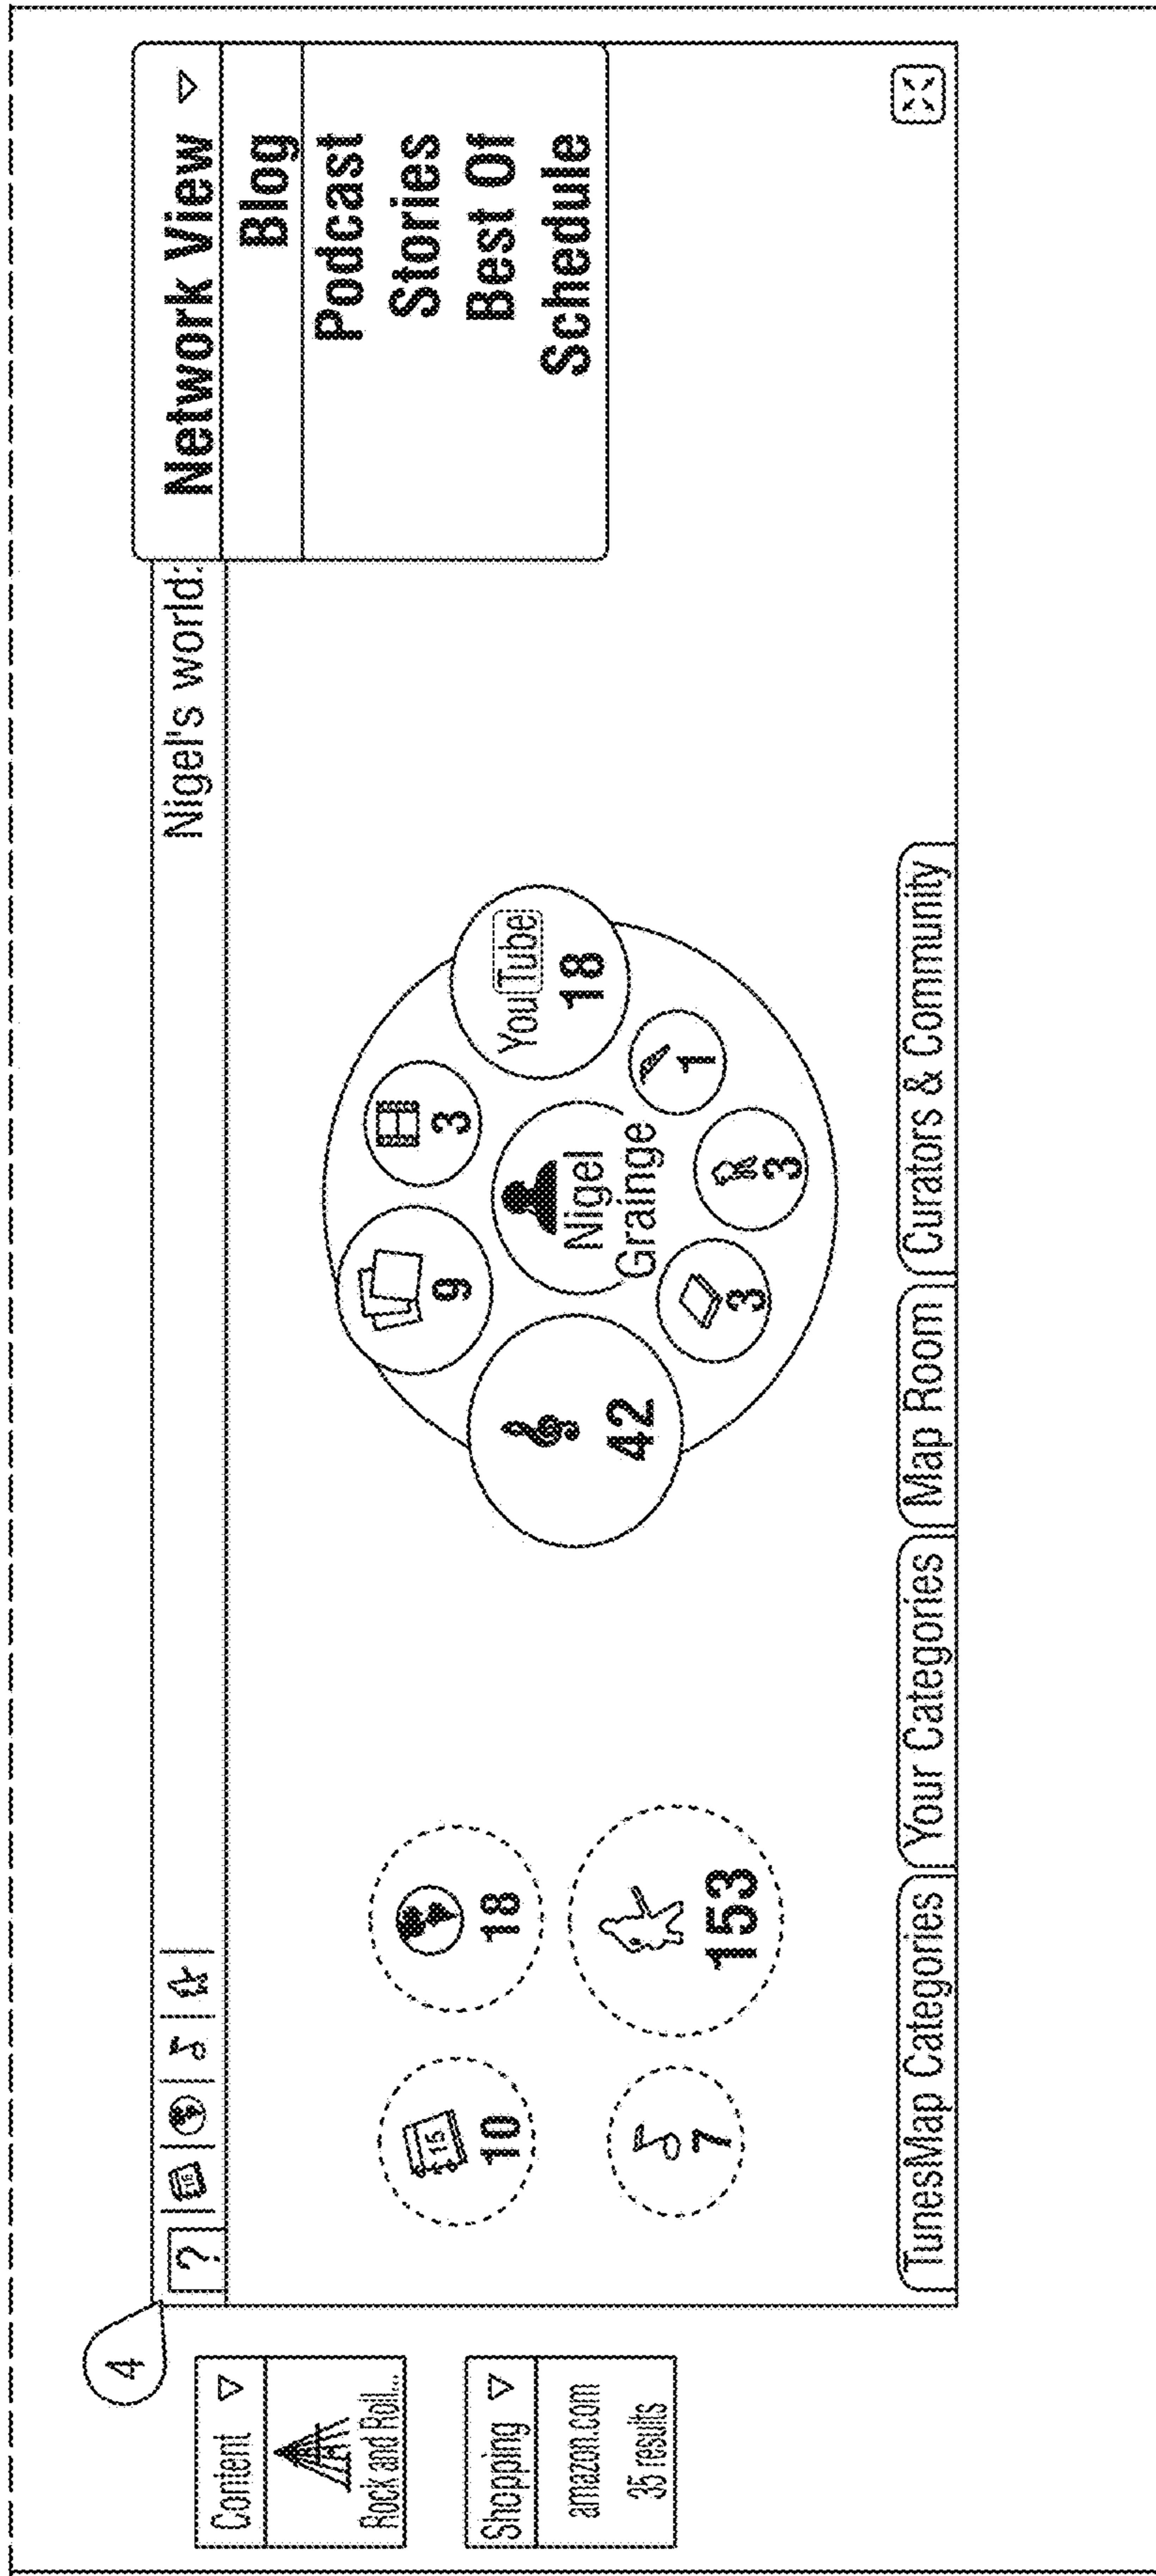 4
Content
Rock and Roll...
Shopping
amazon.com
35 results
?
Nigel's world:
Network View
Blog
Podcast
Stories
Best Of
Schedule
15
10
18
7
153
9
3
YouTube
18
42
Nigel
Grainge
3
3
1
TunesMap Categories
Your Categories
Map Room
Curators & Community